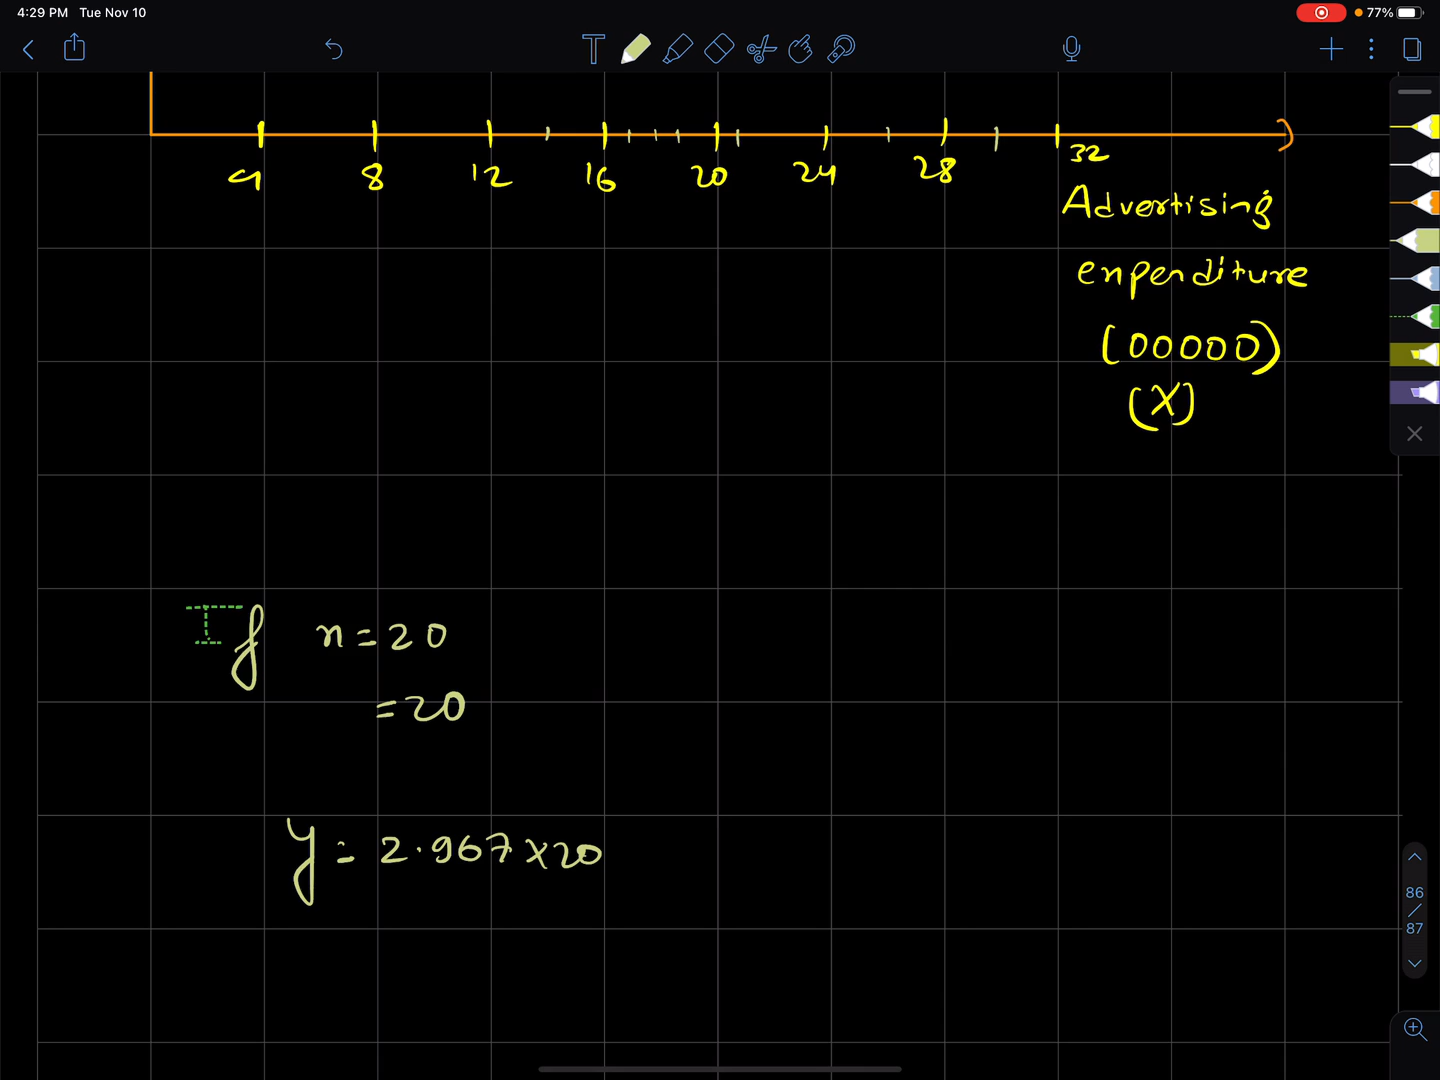 4:29 PM Tue Nov 10
77%
T
4 8 12 16 20 24 28 32
Advertising
expenditure
(00000)
(X)
If x=20
=20
y = 2.967 x 20
86
/
87